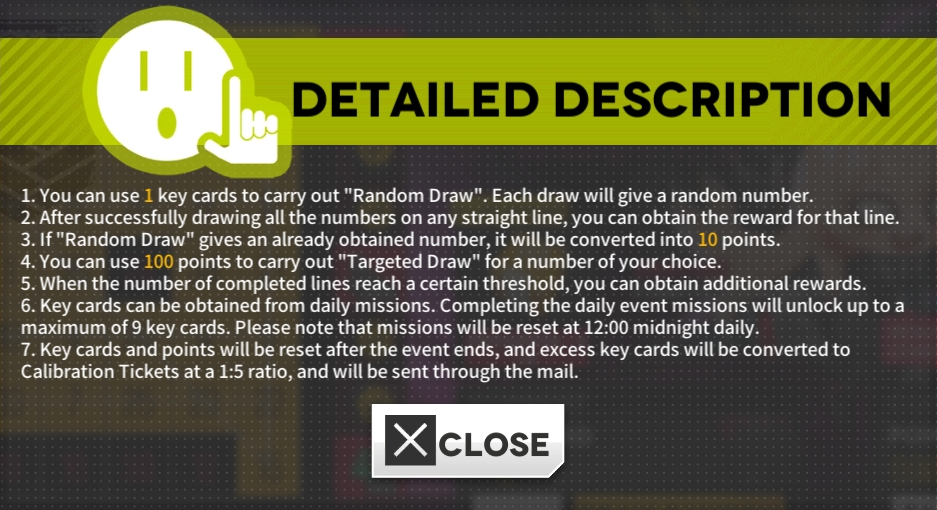 DETAILED DESCRIPTION
1. You can use 1 key cards to carry out "Random Draw". Each draw will give a random number.
2. After successfully drawing all the numbers on any straight line, you can obtain the reward for that line.
3. If "Random Draw" gives an already obtained number, it will be converted into 10 points.
4. You can use 100 points to carry out "Targeted Draw" for a number of your choice.
5. When the number of completed lines reach a certain threshold, you can obtain additional rewards.
6. Key cards can be obtained from daily missions. Completing the daily event missions will unlock up to a
maximum of 9 key cards. Please note that missions will be reset at 12:00 midnight daily.
7. Key cards and points will be reset after the event ends, and excess key cards will be converted to
Calibration Tickets at a 1:5 ratio, and will be sent through the mail.
CLOSE